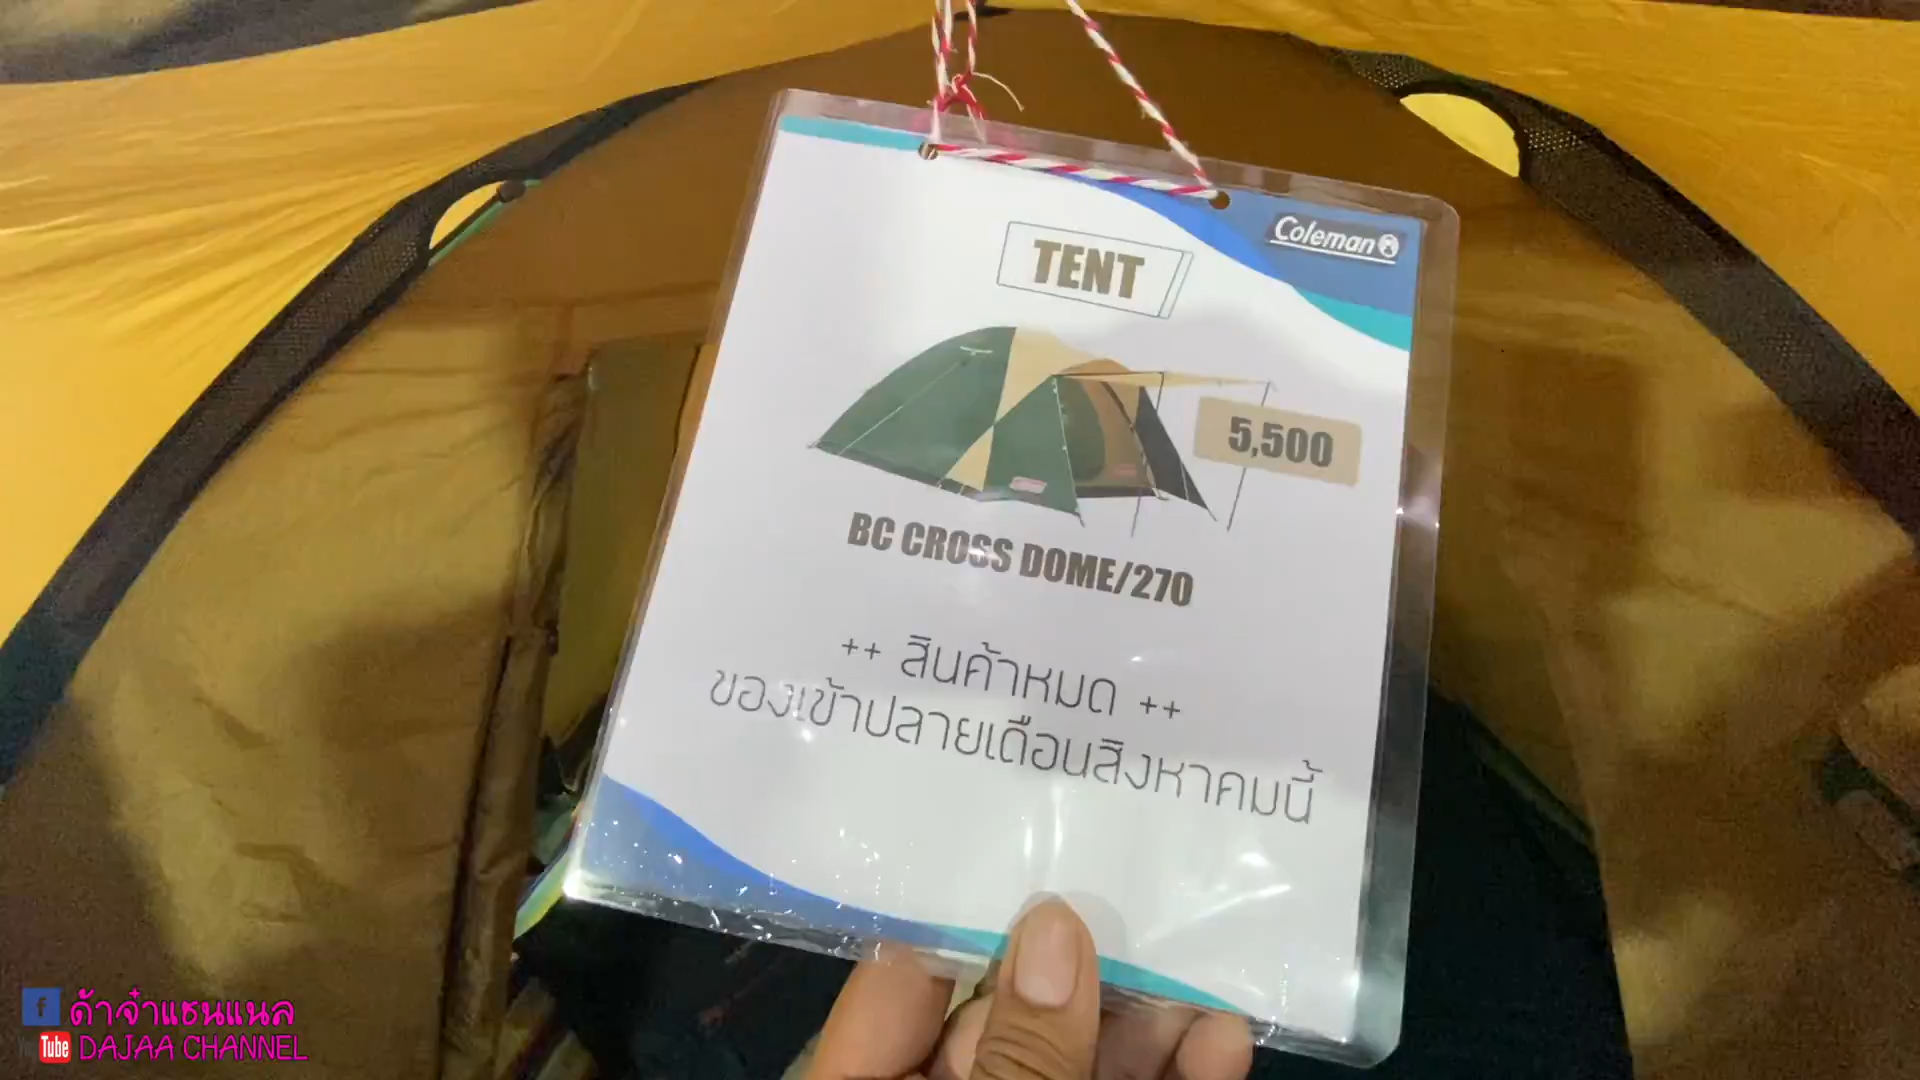 Coleman
TENT
5,500
BC CROSS DOME/270
++ สินค้าหมด ++
ของเข้าปลายเดือนสิงหาคมนี้
f ด้าจ๋าแชนแนล
YouTube DAJAA CHANNEL